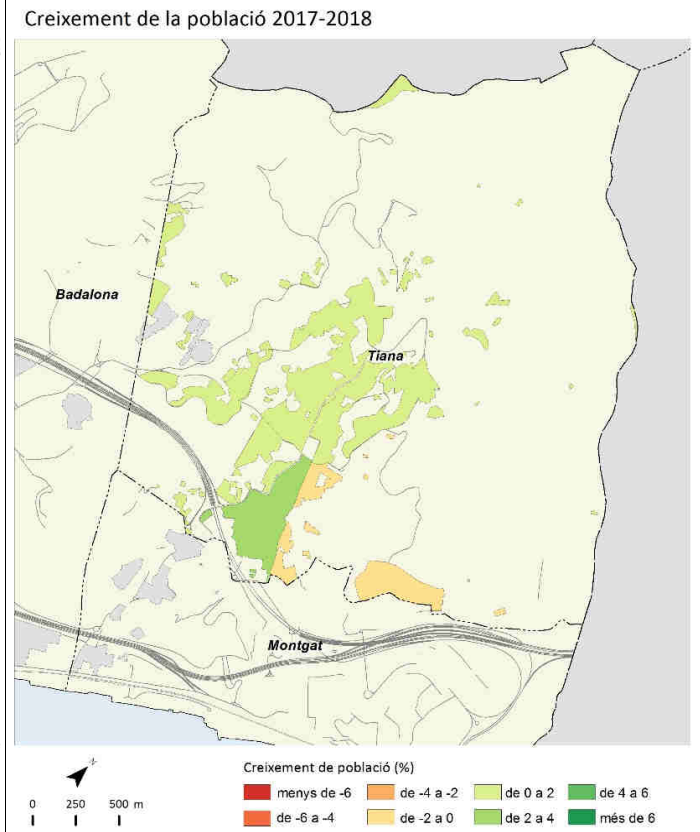 Creixement de la població 2017-2018
Badalona
Tiana
Montgat
N
0 250 500 m
Creixement de població (%)
menys de -6 de -4 a -2 de 0 a 2 de 4 a 6
de -6 a -4 de -2 a 0 de 2 a 4 més de 6